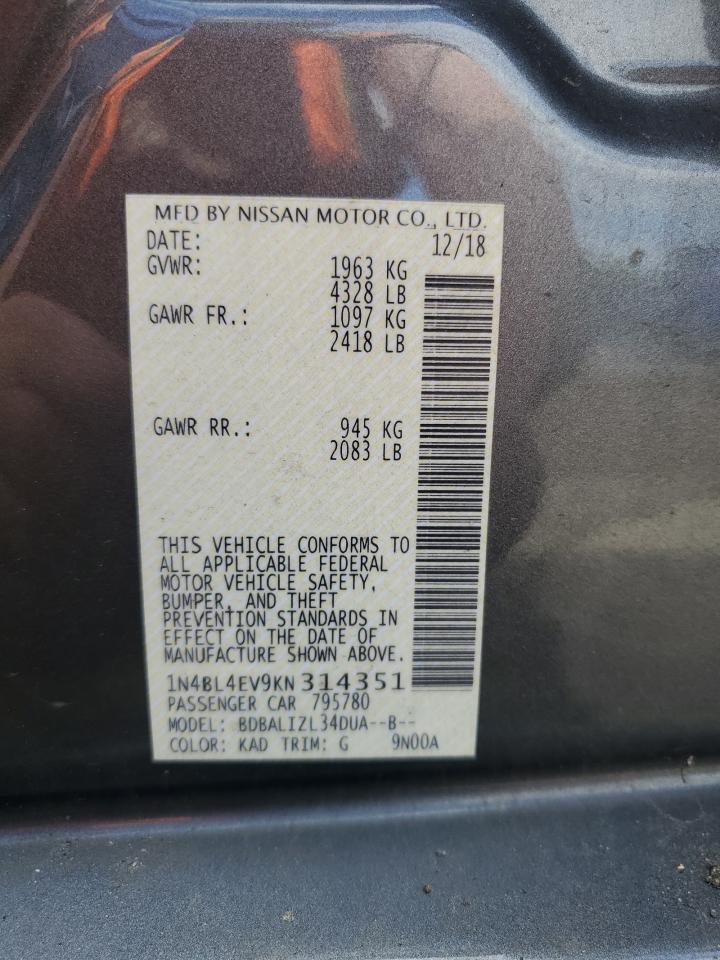 MFD BY NISSAN MOTOR CO., LTD.
DATE: 12/18
GVWR: 1963 KG
4328 LB
GAWR FR.: 1097 KG
2418 LB
GAWR RR.: 945 KG
2083 LB
THIS VEHICLE CONFORMS TO
ALL APPLICABLE FEDERAL
MOTOR VEHICLE SAFETY,
BUMPER, AND THEFT
PREVENTION STANDARDS IN
EFFECT ON THE DATE OF
MANUFACTURE SHOWN ABOVE.
1N4BL4EV9KN314351
PASSENGER CAR 795780
MODEL: BDBALIZL34DUA--B--
COLOR: KAD TRIM: G 9N00A